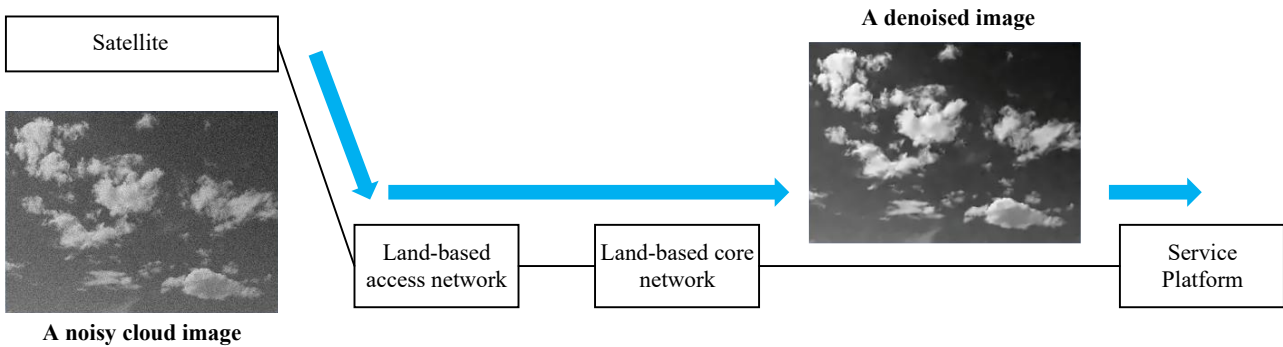 A denoised image
Satellite
Land-based
access network
Land-based core
network
Service
Platform
A noisy cloud image